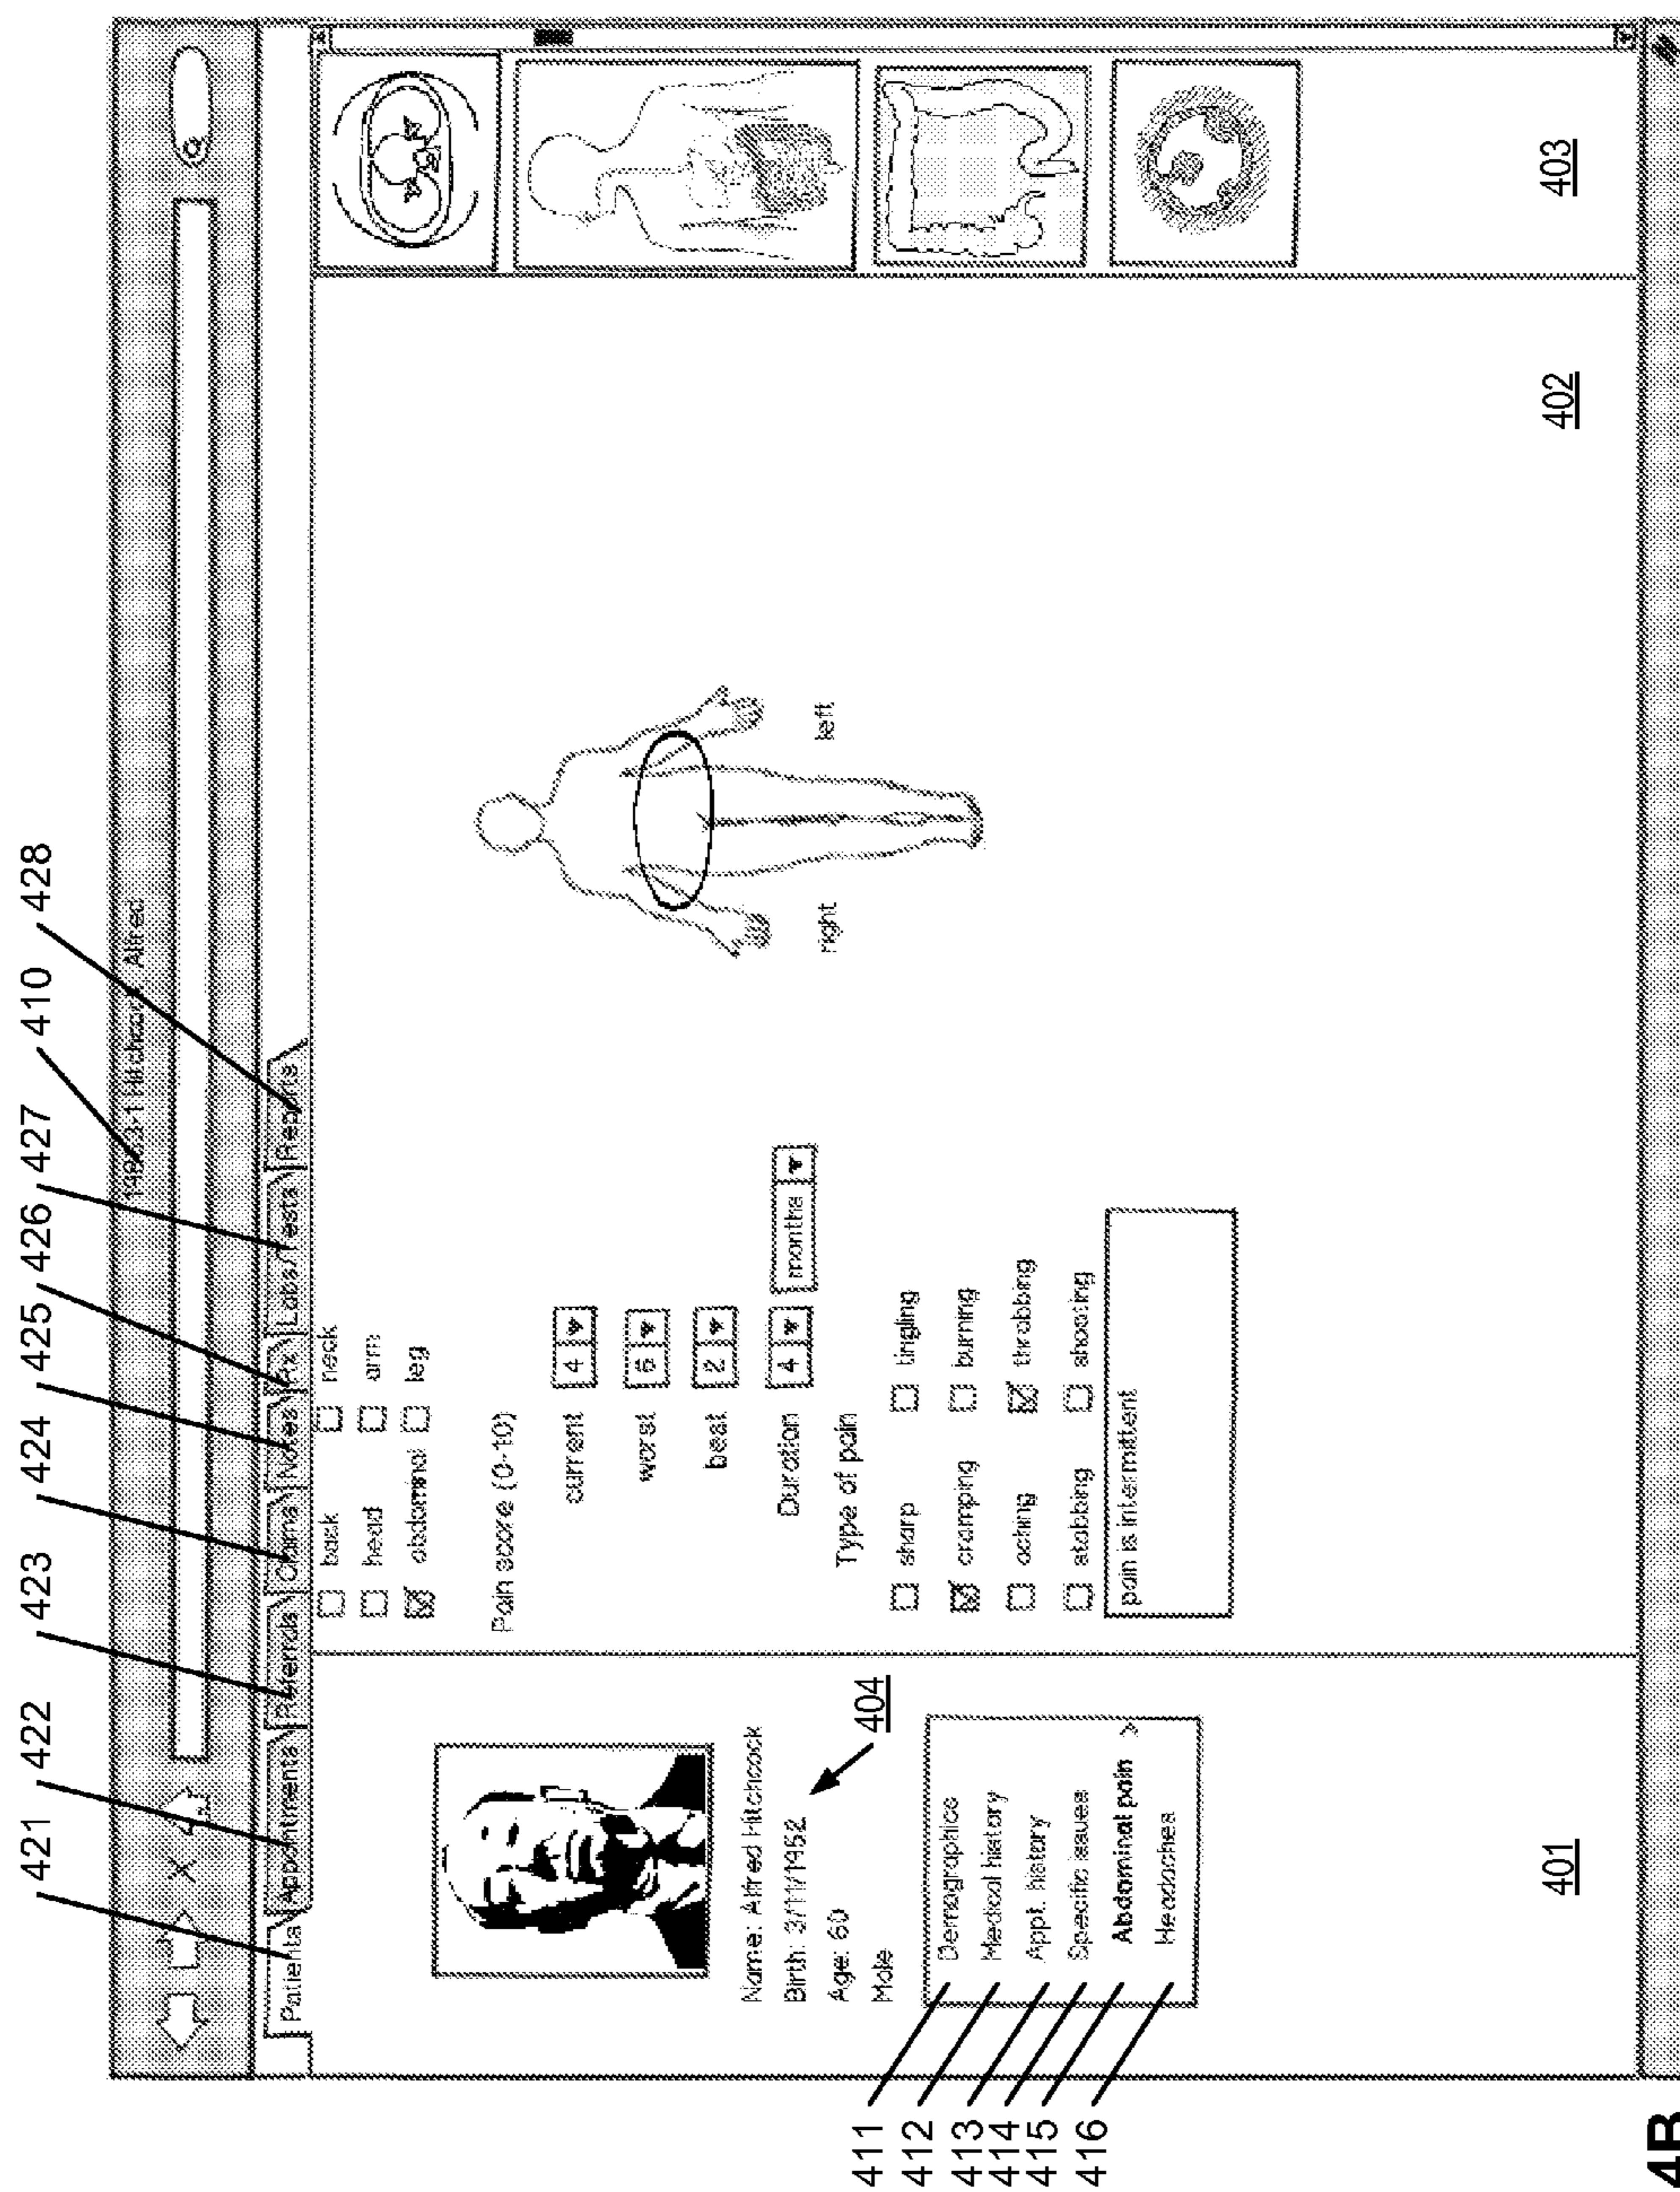 421
422
423
424
425
426
427
410
428
Hitchcock, Alfred
Patients
Appointments
Referrals
Claims
Notes
Rx
Labs/Tests
Reports
back
neck
head
arm
abdominal
leg
Pain score (0-10)
current 4
worst 6
best 2
Duration 4 months
Type of pain
sharp
tingling
cramping
burning
aching
throbbing
stabbing
shooting
pain is intermittent
right
left
Name: Alfred Hitchcock
Birth: 3/11/1952
Age: 60
Male
404
411 Demographics
412 Medical history
413 Appt. history
414 Specific issues
415 Abdominal pain >
416 Headaches
401
402
403
4B